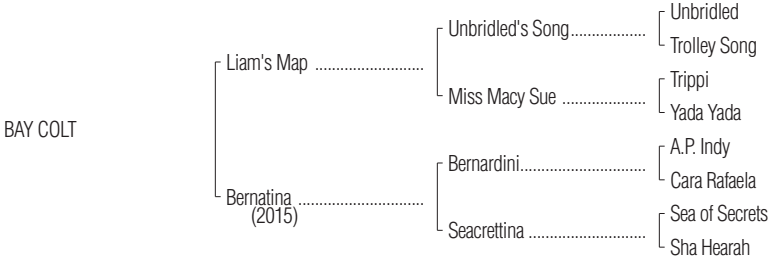 BAY COLT
Liam's Map ..........................
Unbridled's Song..................
Unbridled
Trolley Song
Miss Macy Sue ....................
Trippi
Yada Yada
Bernatina ..............................
(2015)
Bernardini..............................
A.P. Indy
Cara Rafaela
Seacrettina ............................
Sea of Secrets
Sha Hearah